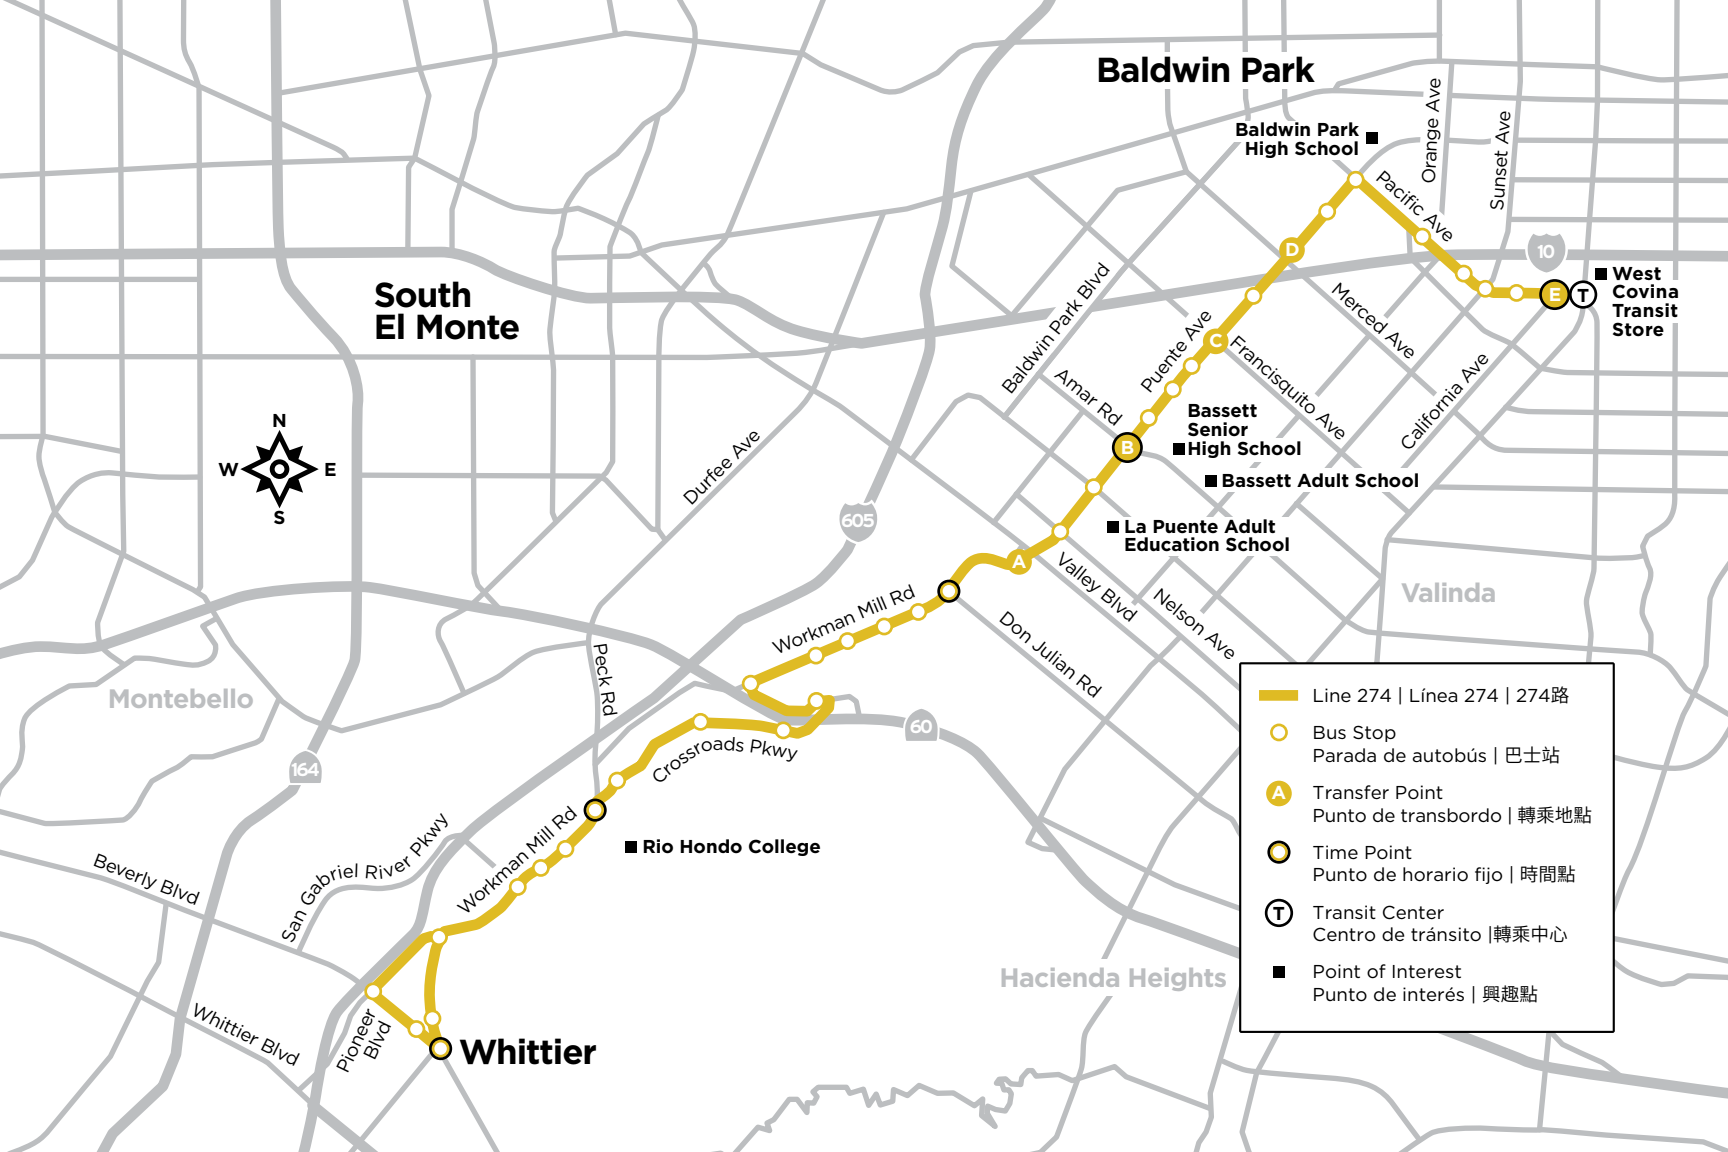 Baldwin Park
Baldwin Park
High School
Orange Ave
Sunset Ave
Pacific Ave
10
West
Covina
Transit
Store
D
E
T
South
El Monte
Baldwin Park Blvd
Merced Ave
Puente Ave
C
Francisquito Ave
California Ave
Amar Rd
Bassett
Senior
High School
B
Bassett Adult School
N
W
E
S
Durfee Ave
605
La Puente Adult
Education School
A
Valley Blvd
Nelson Ave
Valinda
Workman Mill Rd
Don Julian Rd
Peck Rd
Montebello
60
Crossroads Pkwy
164
Workman Mill Rd
Rio Hondo College
San Gabriel River Pkwy
Beverly Blvd
Whittier Blvd
Pioneer
Blvd
Whittier
Hacienda Heights
Line 274 | Línea 274 | 274路
Bus Stop
Parada de autobús | 巴士站
A
Transfer Point
Punto de transbordo | 轉乘地點
Time Point
Punto de horario fijo | 時間點
T
Transit Center
Centro de tránsito |轉乘中心
Point of Interest
Punto de interés | 興趣點